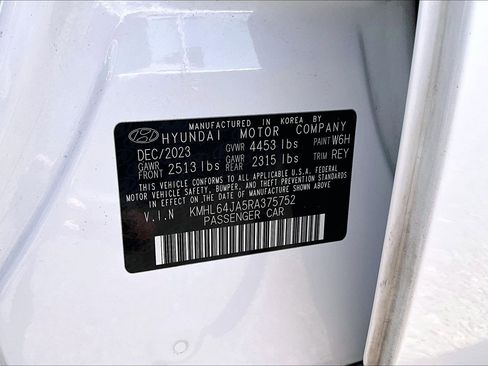 MANUFACTURED IN KOREA BY
HYUNDAI MOTOR COMPANY
DEC/2023 GVWR 4453 lbs PAINT W6H
GAWR FRONT 2513 lbs GAWR REAR 2315 lbs TRIM REY
THIS VEHICLE CONFORMS TO ALL APPLICABLE U.S.A. FEDERAL
MOTOR VEHICLE SAFETY, BUMPER, AND THEFT PREVENTION
STANDARDS IN EFFECT ON THE DATE OF MANUFACTURE SHOWN ABOVE.
V.I.N KMHL64JA5RA375752
PASSENGER CAR